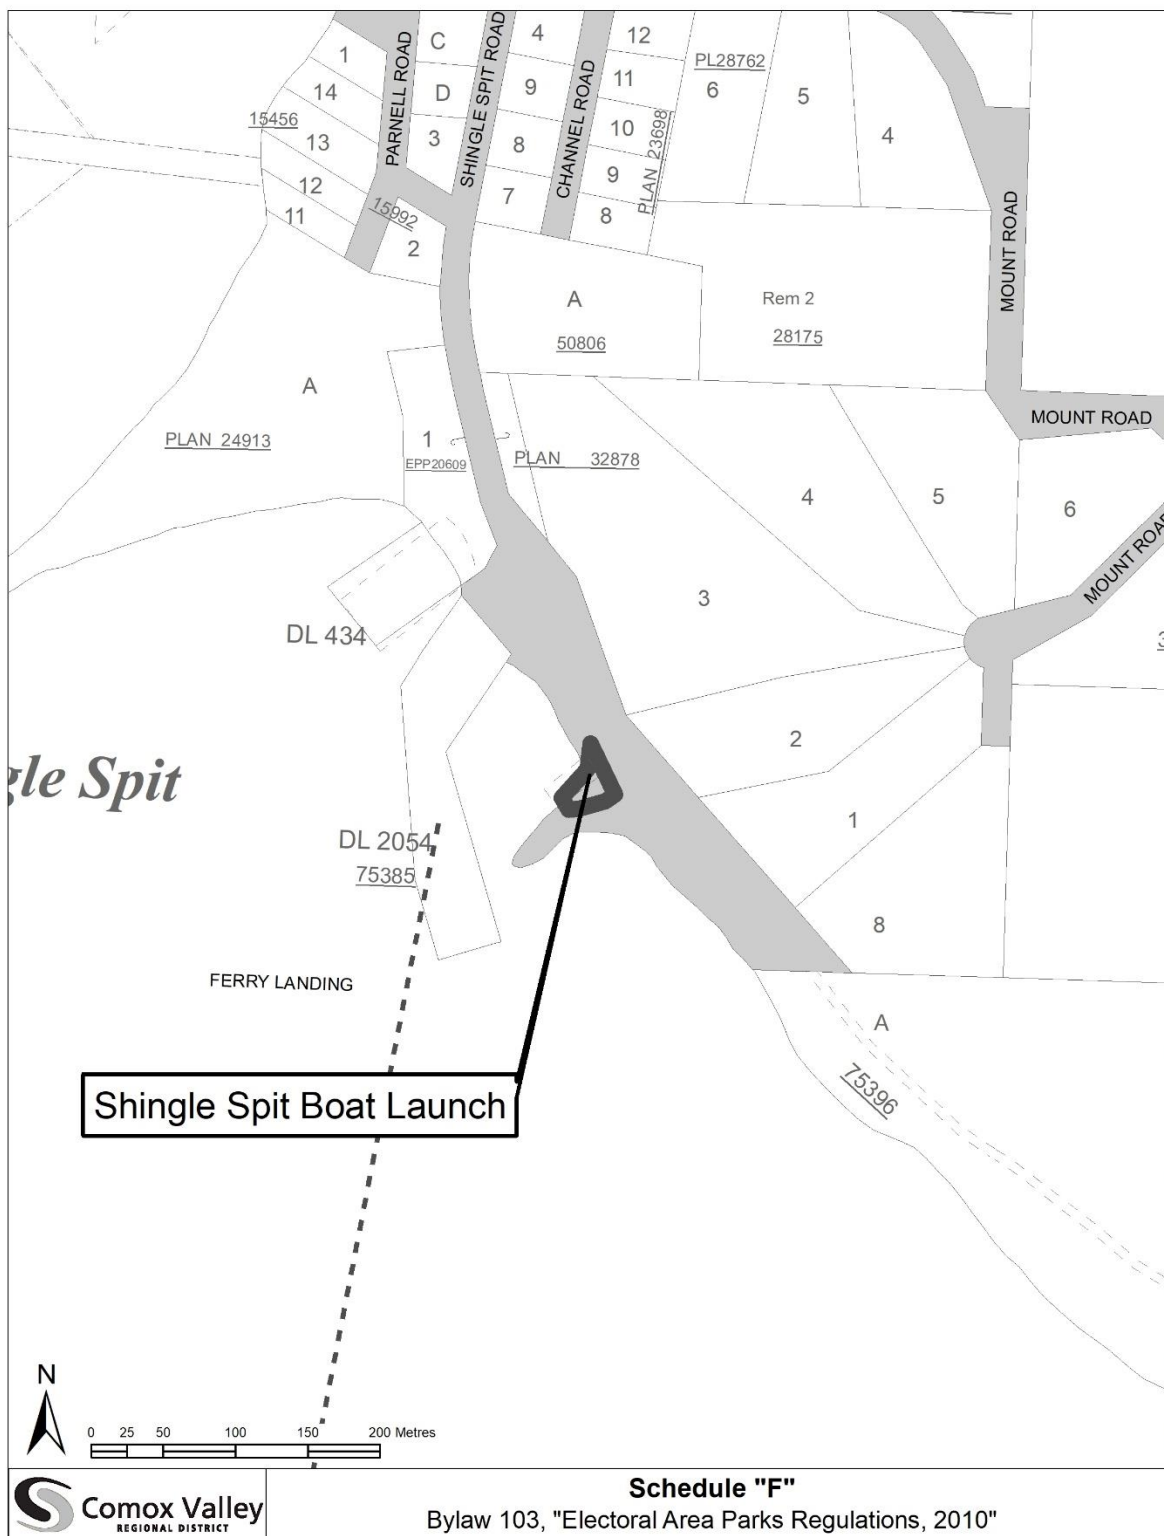 1
14
15456
13
12
11
PARNELL ROAD
C
D
3
15992
2
SHINGLE SPIT ROAD
4
9
8
7
CHANNEL ROAD
12
11
10
9
8
PLAN 23698
PL28762
6
5
4
MOUNT ROAD
A
50806
Rem 2
28175
A
PLAN 24913
1
EPP20609
PLAN 32878
MOUNT ROAD
4
5
6
MOUNT ROAD
3
DL 434
2
gle Spit
DL 2054
75385
1
8
FERRY LANDING
A
75396
Shingle Spit Boat Launch
N
0 25 50 100 150 200 Metres
Comox Valley
REGIONAL DISTRICT
Schedule "F"
Bylaw 103, "Electoral Area Parks Regulations, 2010"